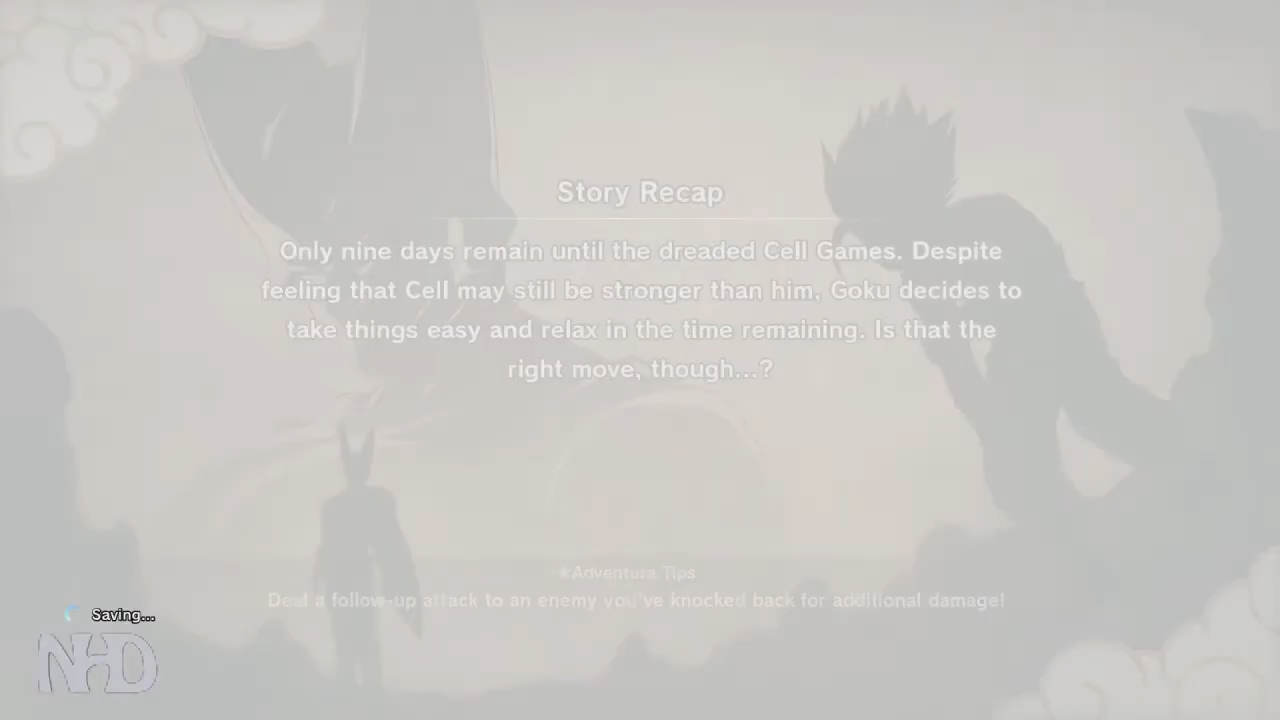 Story Recap
Only nine days remain until the dreaded Cell Games. Despite
feeling that Cell may still be stronger than him, Goku decides to
take things easy and relax in the time remaining. Is that the
right move, though...?
★Adventure Tips
Deal a follow-up attack to an enemy you've knocked back for additional damage!
Saving...
NHD